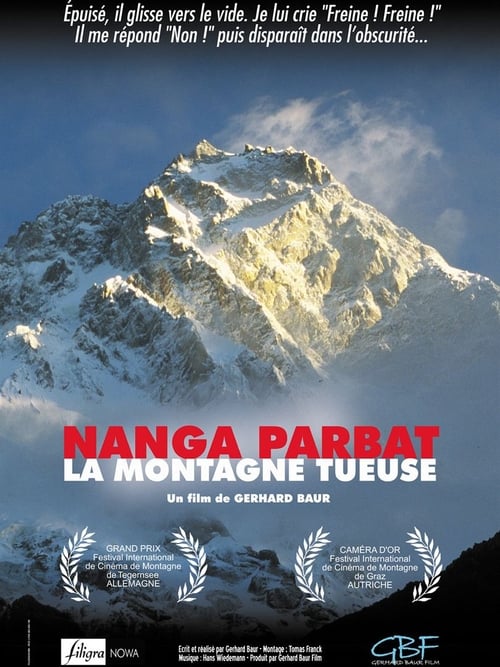 Épuisé, il glisse vers le vide. Je lui crie "Freine ! Freine !"
Il me répond "Non !" puis disparaît dans l'obscurité...
NANGA PARBAT
LA MONTAGNE TUEUSE
Un film de GERHARD BAUR
GRAND PRIX
Festival International
de Cinéma de Montagne
de Tegernsee
ALLEMAGNE
CAMÉRA D'OR
Festival International
de Cinéma de Montagne
de Graz
AUTRICHE
filigra NOWA
Ecrit et réalisé par Gerhard Baur - Montage : Tomas Franck
Musique : Hans Wiedemann - Produit par Gerhard Baur Film
GBF
GERHARD BAUR FILM